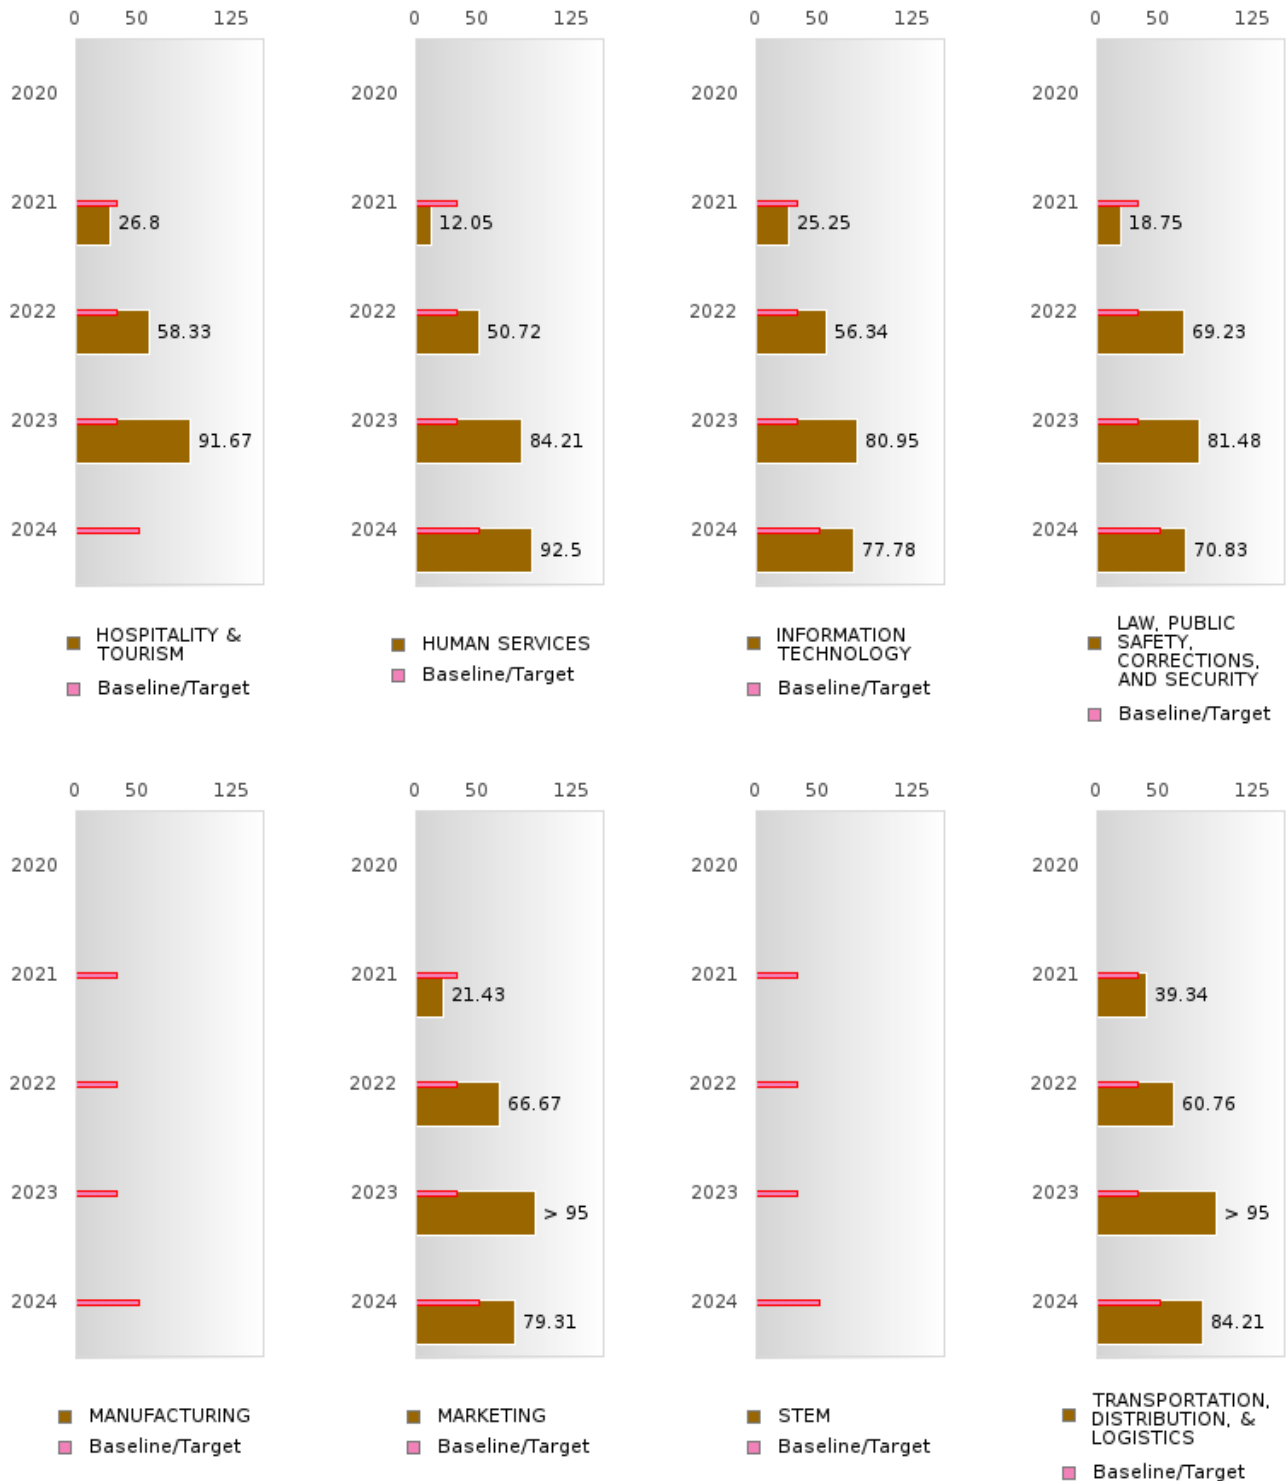 0 50 125
2020
2021 26.8
2022 58.33
2023 91.67
2024
HOSPITALITY &
TOURISM
Baseline/Target
0 50 125
2020
2021 12.05
2022 50.72
2023 84.21
2024 92.5
HUMAN SERVICES
Baseline/Target
0 50 125
2020
2021 25.25
2022 56.34
2023 80.95
2024 77.78
INFORMATION
TECHNOLOGY
Baseline/Target
0 50 125
2020
2021 18.75
2022 69.23
2023 81.48
2024 70.83
LAW, PUBLIC
SAFETY,
CORRECTIONS,
AND SECURITY
Baseline/Target
0 50 125
2020
2021
2022
2023
2024
MANUFACTURING
Baseline/Target
0 50 125
2020
2021 21.43
2022 66.67
2023 > 95
2024 79.31
MARKETING
Baseline/Target
0 50 125
2020
2021
2022
2023
2024
STEM
Baseline/Target
0 50 125
2020
2021 39.34
2022 60.76
2023 > 95
2024 84.21
TRANSPORTATION,
DISTRIBUTION, &
LOGISTICS
Baseline/Target